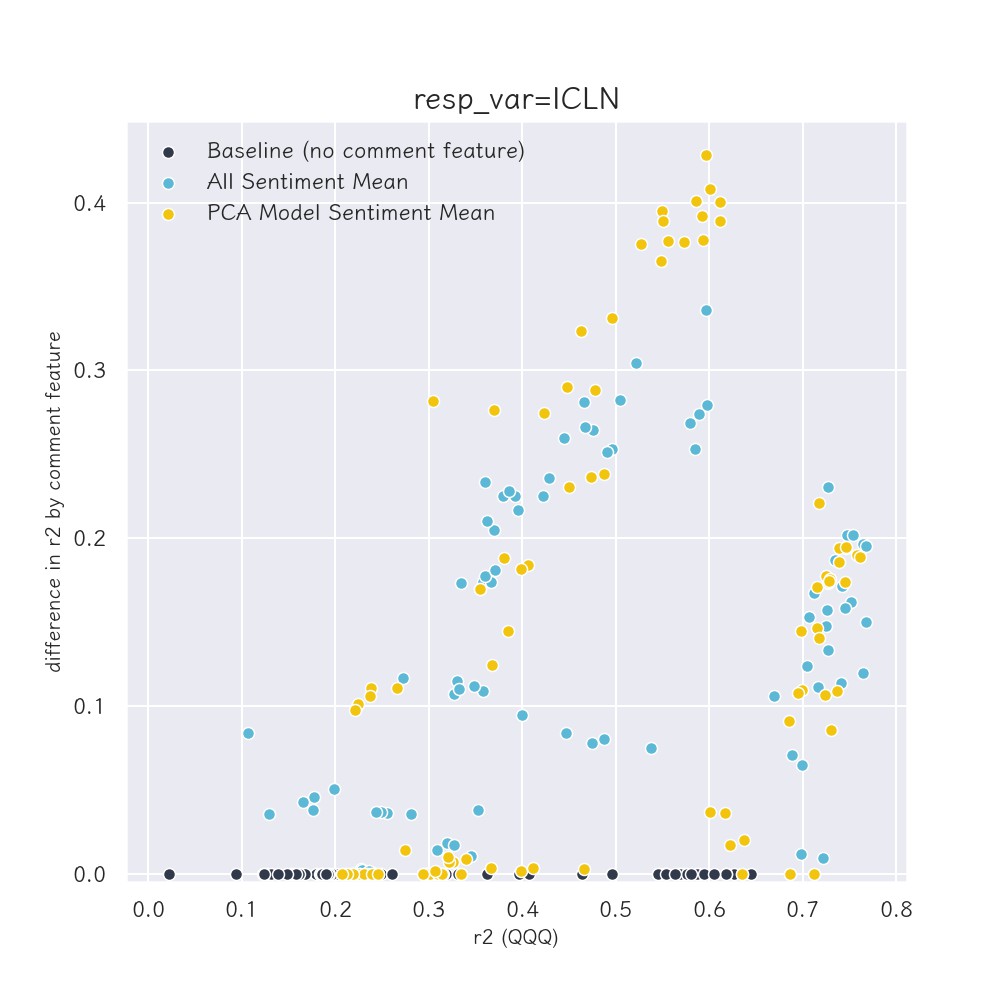 resp_var=ICLN
Baseline (no comment feature)
All Sentiment Mean
PCA Model Sentiment Mean
difference in r2 by comment feature
0.4
0.3
0.2
0.1
0.0
0.0 0.1 0.2 0.3 0.4 0.5 0.6 0.7 0.8
r2 (QQQ)